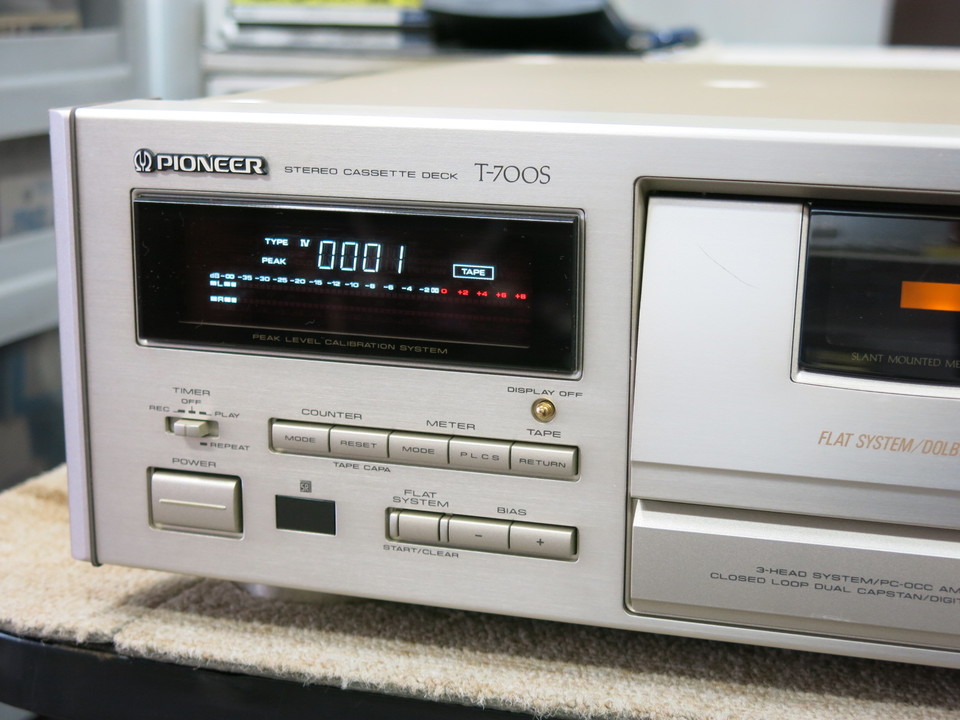 PIONEER STEREO CASSETTE DECK T-700S
TYPE IV 0001
PEAK
TAPE
dB -∞ -35 -30 -25 -20 -15 -12 -10 -8 -6 -4 -2 0 +2 +4 +6 +8
L
R
PEAK LEVEL CALIBRATION SYSTEM
SLANT MOUNTED ME
DISPLAY OFF
TIMER
OFF
REC PLAY
REPEAT
COUNTER METER TAPE
MODE RESET MODE PLCS RETURN
TAPE CAPA
POWER
FLAT
SYSTEM BIAS
- +
START/CLEAR
FLAT SYSTEM/DOLB
3-HEAD SYSTEM/PC-OCC AM
CLOSED LOOP DUAL CAPSTAN/DIGIT